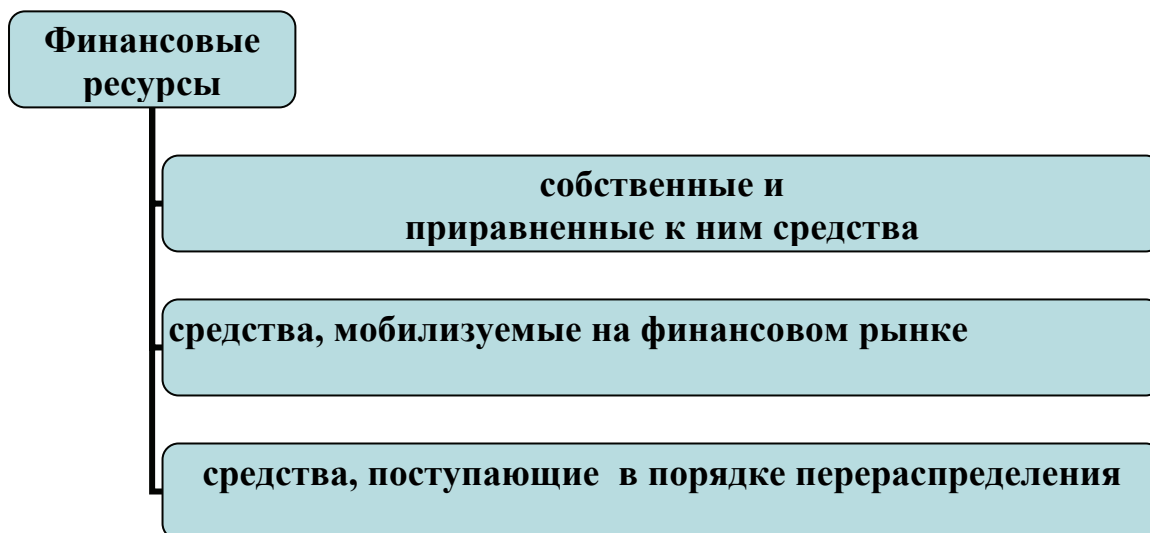 Финансовые
ресурсы
собственные и
приравненные к ним средства
средства, мобилизуемые на финансовом рынке
средства, поступающие в порядке перераспределения